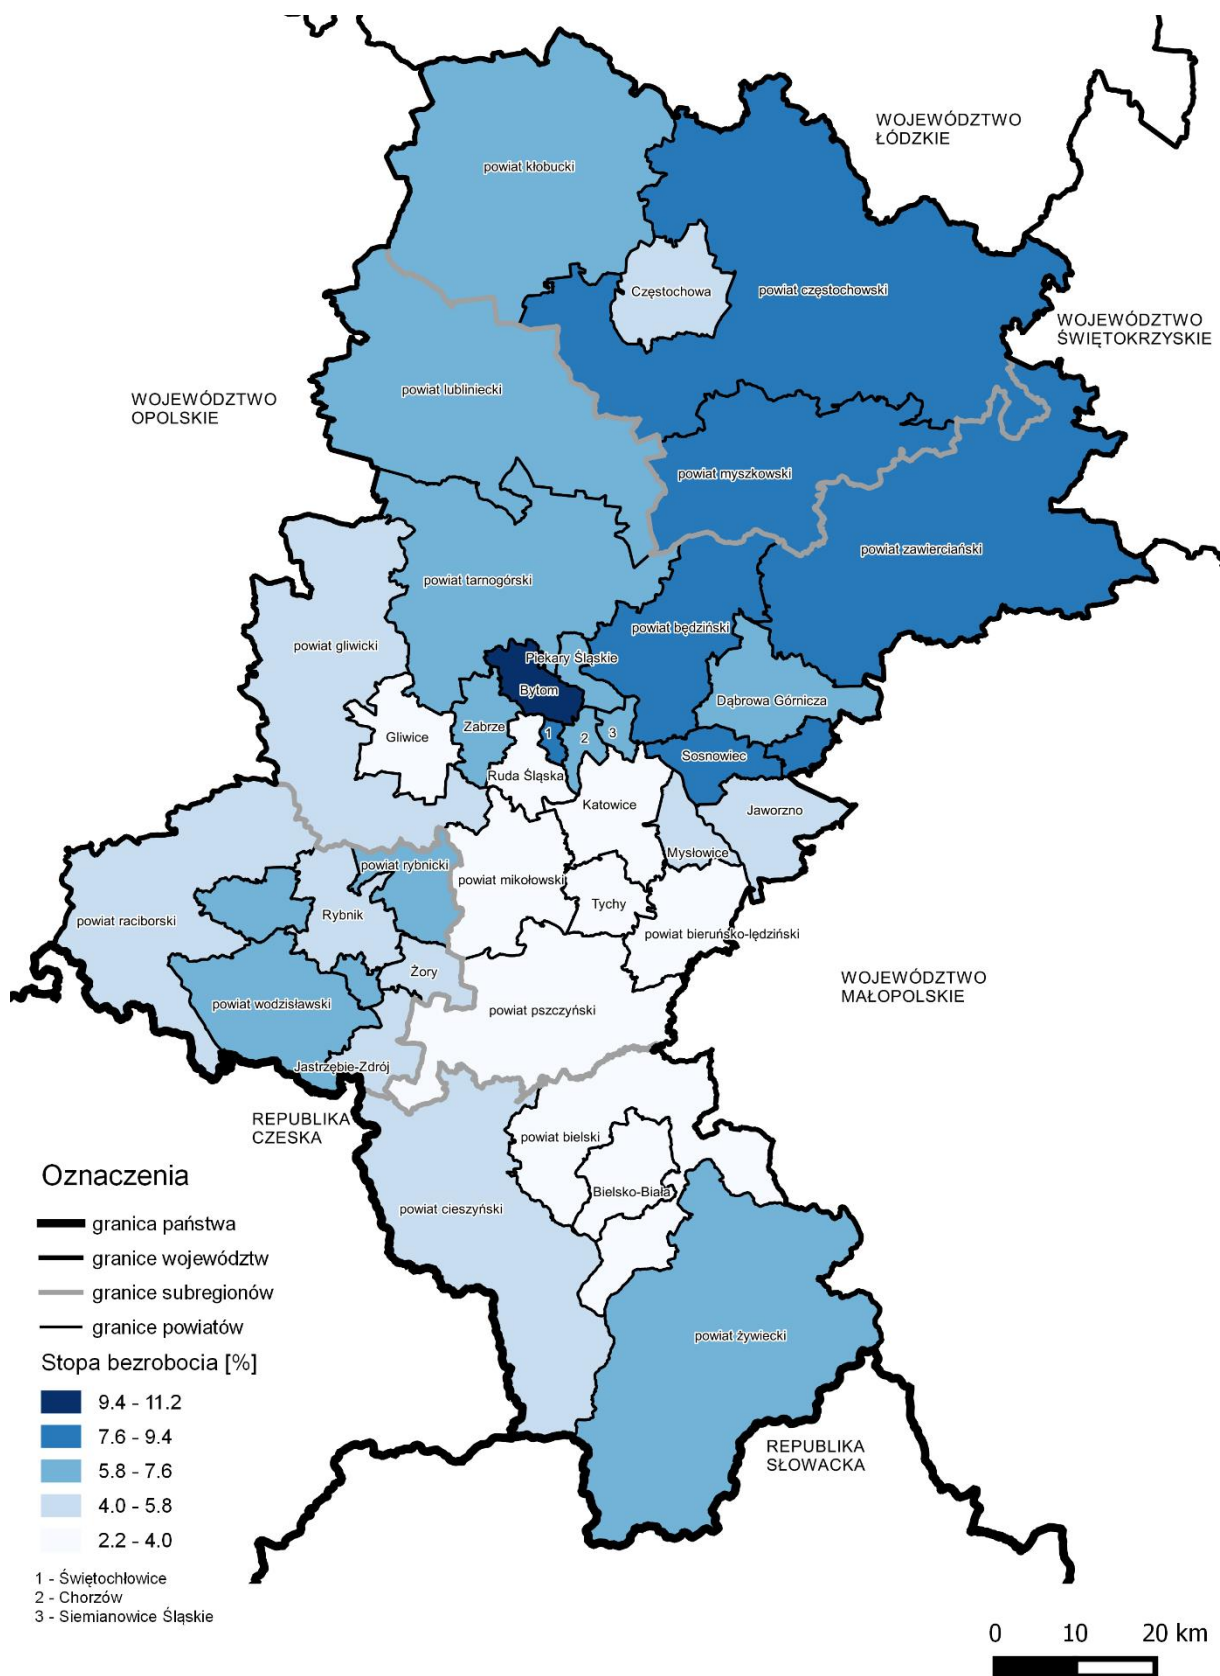 WOJEWÓDZTWO
ŁÓDZKIE
powiat kłobucki
Częstochowa
powiat częstochowski
WOJEWÓDZTWO
ŚWIĘTOKRZYSKIE
powiat lubliniecki
WOJEWÓDZTWO
OPOLSKIE
powiat myszkowski
powiat zawierciański
powiat tarnogórski
powiat gliwicki
powiat będziński
Piekary Śląskie
Bytom
Dąbrowa Górnicza
Zabrze
Gliwice
1
2
3
Sosnowiec
Ruda Śląska
Katowice
Jaworzno
Mysłowice
powiat rybnicki
powiat mikołowski
Tychy
powiat raciborski
Rybnik
powiat bieruńsko-lędziński
Żory
WOJEWÓDZTWO
MAŁOPOLSKIE
powiat wodzisławski
powiat pszczyński
Jastrzębie-Zdrój
REPUBLIKA
CZESKA
powiat bielski
Bielsko-Biała
powiat cieszyński
powiat żywiecki
REPUBLIKA
SŁOWACKA
Oznaczenia
granica państwa
granice województw
granice subregionów
granice powiatów
Stopa bezrobocia [%]
9.4 - 11.2
7.6 - 9.4
5.8 - 7.6
4.0 - 5.8
2.2 - 4.0
1 - Świętochłowice
2 - Chorzów
3 - Siemianowice Śląskie
0 10 20 km